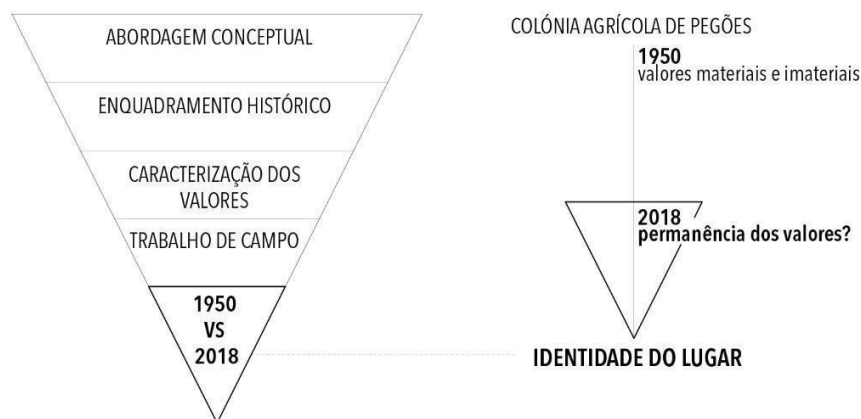 ABORDAGEM CONCEPTUAL
ENQUADRAMENTO HISTÓRICO
CARACTERIZAÇÃO DOS
VALORES
TRABALHO DE CAMPO
1950
VS
2018
COLÓNIA AGRÍCOLA DE PEGÕES
1950
valores materiais e imateriais
2018
permanência dos valores?
IDENTIDADE DO LUGAR